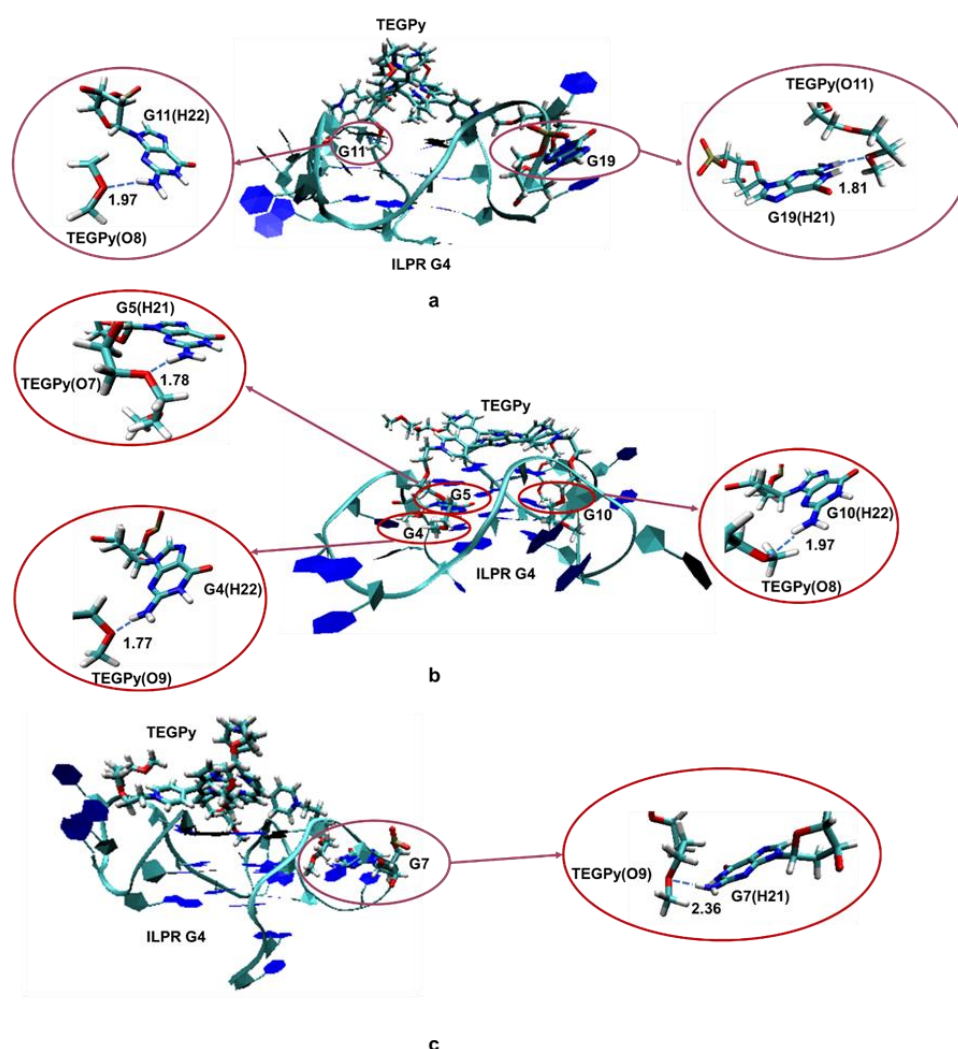 TEGPy
G11(H22)
1.97
TEGPy(O8)
G11
G19
TEGPy(O11)
1.81
G19(H21)
ILPR G4
a
G5(H21)
TEGPy(O7)
1.78
TEGPy
G5
G4
G10
ILPR G4
G10(H22)
1.97
TEGPy(O8)
G4(H22)
1.77
TEGPy(O9)
b
TEGPy
G7
ILPR G4
TEGPy(O9)
2.36
G7(H21)
c